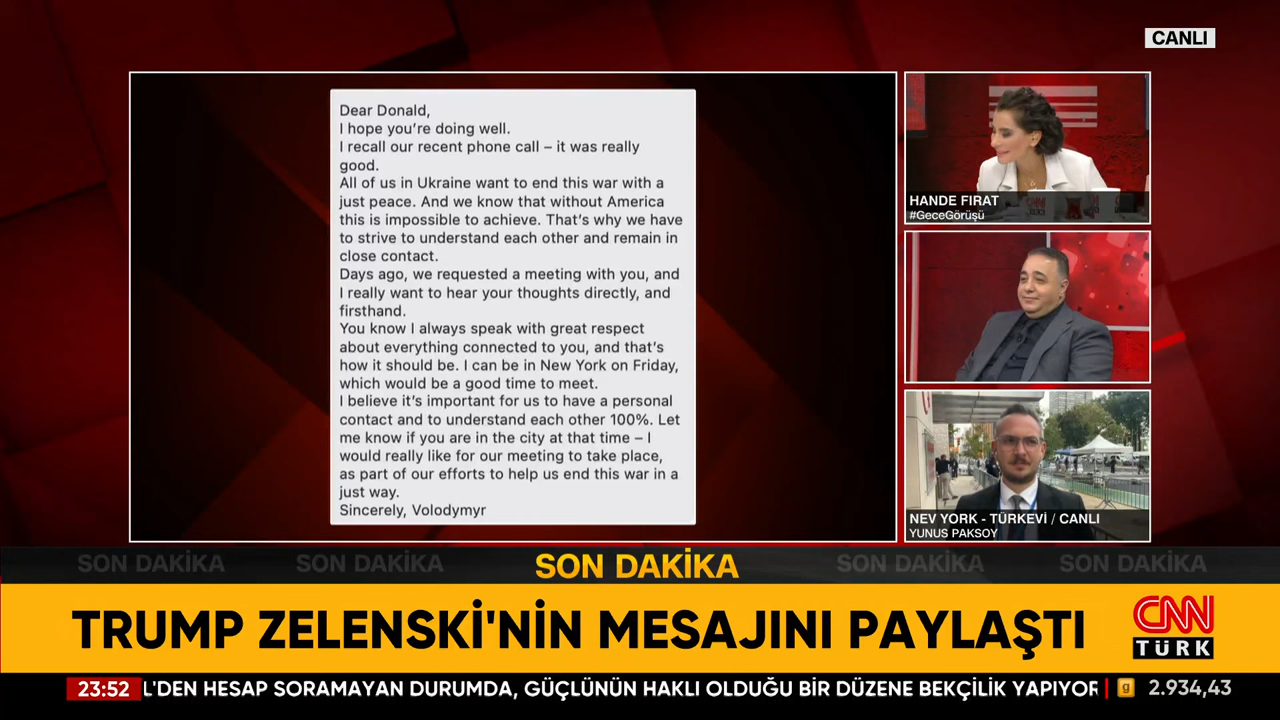 CANLI
Dear Donald,
I hope you're doing well.
I recall our recent phone call – it was really
good.
All of us in Ukraine want to end this war with a
just peace. And we know that without America
this is impossible to achieve. That's why we have
to strive to understand each other and remain in
close contact.
Days ago, we requested a meeting with you, and
I really want to hear your thoughts directly, and
firsthand.
You know I always speak with great respect
about everything connected to you, and that's
how it should be. I can be in New York on Friday,
which would be a good time to meet.
I believe it's important for us to have a personal
contact and to understand each other 100%. Let
me know if you are in the city at that time – I
would really like for our meeting to take place,
as part of our efforts to help us end this war in a
just way.
Sincerely, Volodymyr
HANDE FIRAT
#GeceGörüşü
NEV YORK - TÜRKEVİ / CANLI
YUNUS PAKSOY
SON DAKİKA SON DAKİKA SON DAKİKA SON DAKİKA SON DAKİKA
TRUMP ZELENSKİ'NİN MESAJINI PAYLAŞTI
CNN
TÜRK
23:52 L'DEN HESAP SORAMAYAN DURUMDA, GÜÇLÜNÜN HAKLI OLDUĞU BİR DÜZENE BEKÇİLİK YAPIYOR g 2.934,43